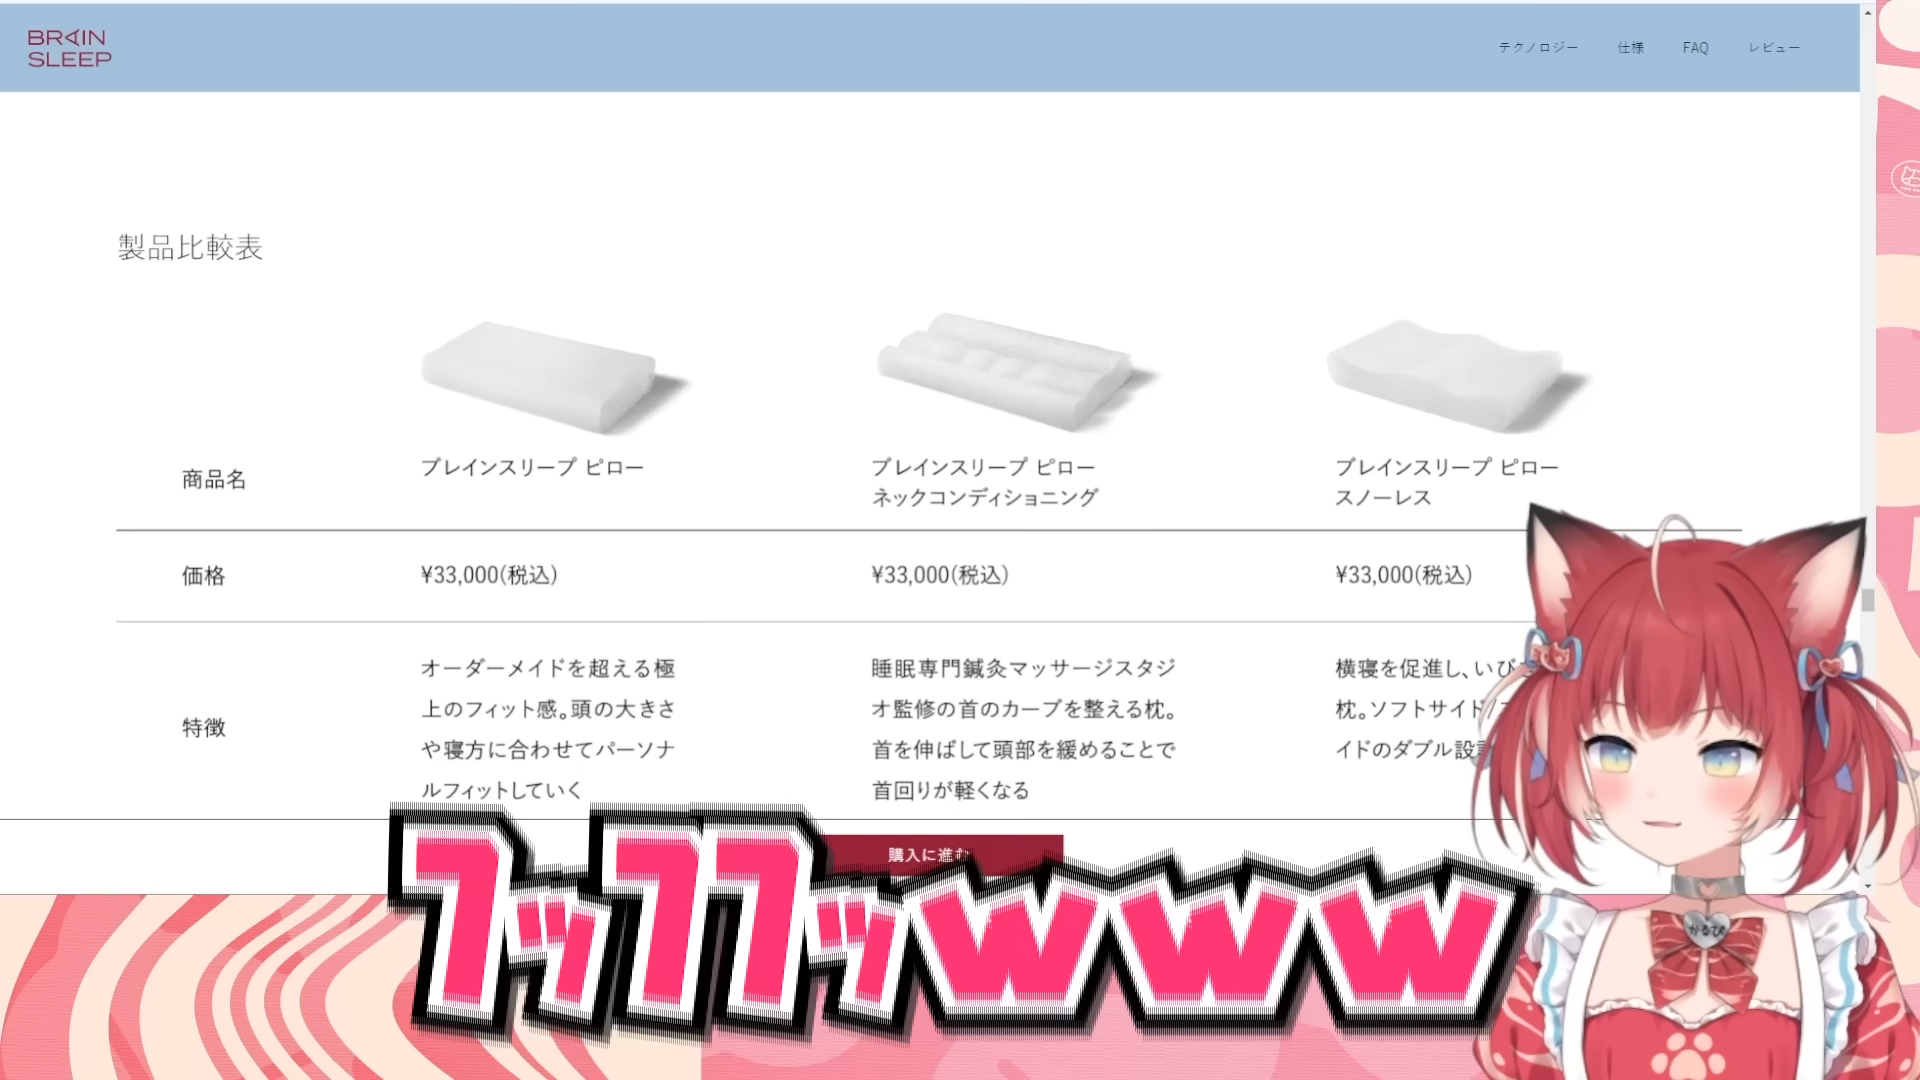 BRAIN
SLEEP
テクノロジー 仕様 FAQ レビュー
製品比較表
商品名 ブレインスリープ ピロー ブレインスリープ ピロー
ネックコンディショニング ブレインスリープ ピロー
スノーレス
価格 ¥33,000(税込) ¥33,000(税込) ¥33,000(税込)
特徴
オーダーメイドを超える極
上のフィット感。頭の大きさ
や寝方に合わせてパーソナ
ルフィットしていく
睡眠専門鍼灸マッサージスタジ
オ監修の首のカーブを整える枕。
首を伸ばして頭部を緩めることで
首回りが軽くなる
横寝を促進し、いび
枕。ソフトサイド/
イドのダブル設
購入に進む
フッフフッwww
かるび